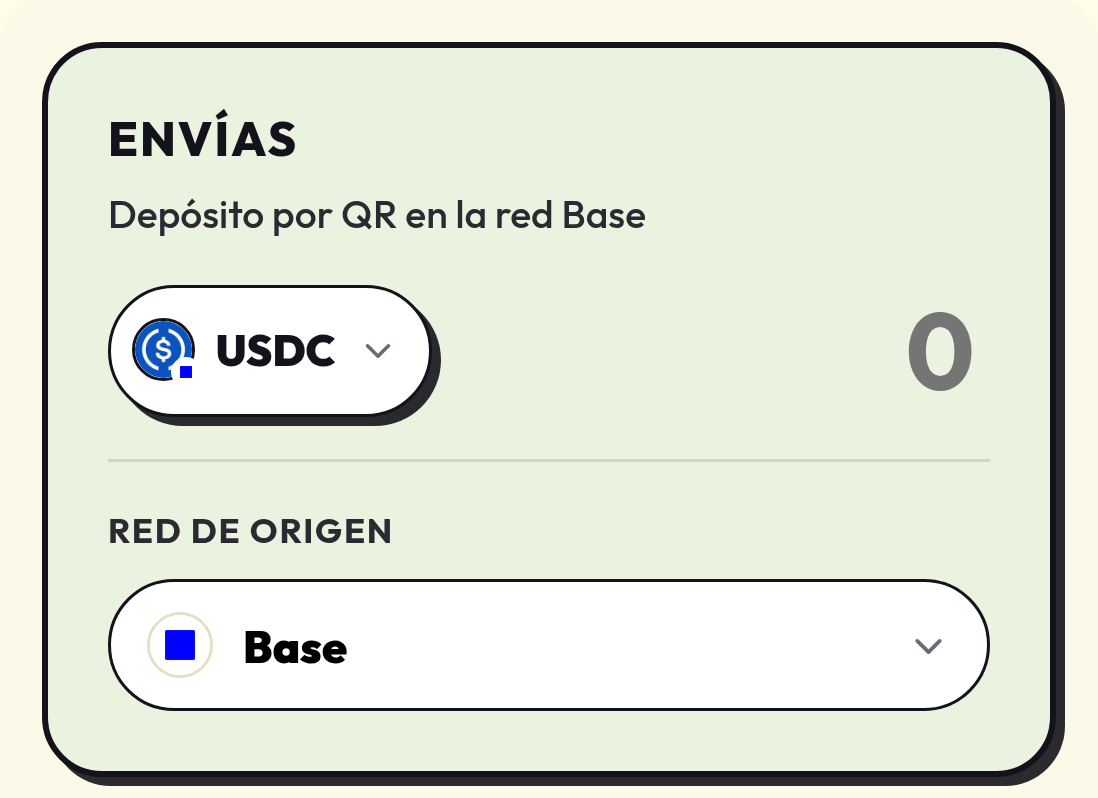 ENVÍAS
Depósito por QR en la red Base
$ USDC 0
RED DE ORIGEN
Base